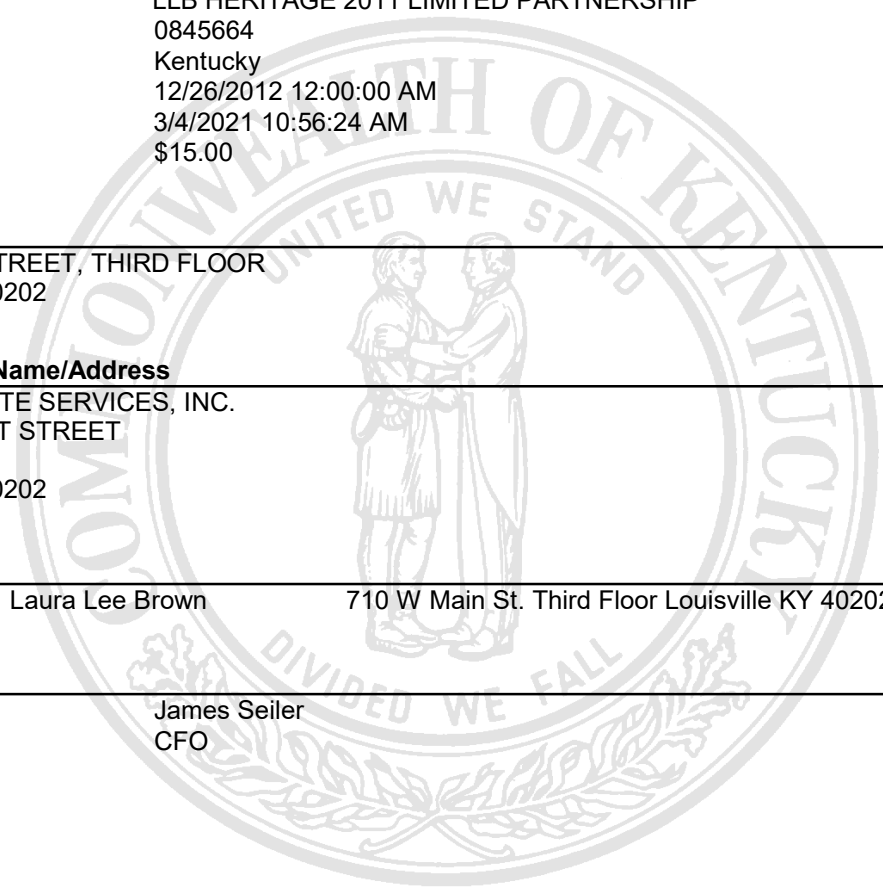 LLB HERITAGE 2011 LIMITED PARTNERSHIP
0845664
Kentucky
12/26/2012 12:00:00 AM
3/4/2021 10:56:24 AM
$15.00
TREET, THIRD FLOOR
0202
Name/Address
TE SERVICES, INC.
T STREET
0202
Laura Lee Brown 710 W Main St. Third Floor Louisville KY 40202
James Seiler
CFO
COMMONWEALTH OF KENTUCKY
UNITED WE STAND
DIVIDED WE FALL